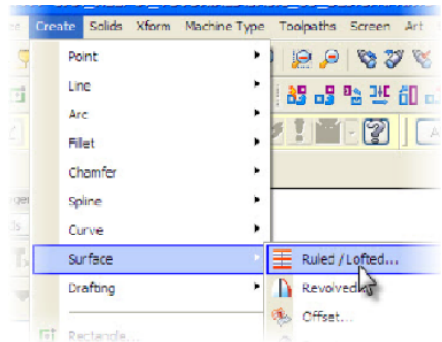 Create Solids Xform Machine Type Toolpaths Screen Art
Point
Line
Arc
Fillet
Chamfer
Spline
Curve
Surface
Ruled / Lofted...
Drafting
Revolved
Offset...
Rectangle...